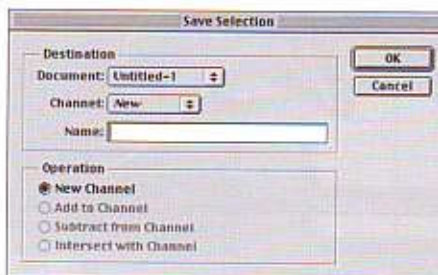 Save Selection
Destination
Document: Untitled-1
Channel: New
Name:
OK
Cancel
Operation
New Channel
Add to Channel
Subtract from Channel
Intersect with Channel